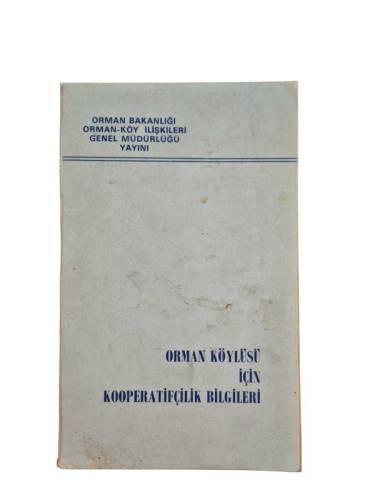 ORMAN BAKANLIĞI
ORMAN-KÖY İLİŞKİLERİ
GENEL MÜDÜRLÜĞÜ
YAYINI
ORMAN KÖYLÜSÜ
İÇİN
KOOPERATİFÇİLİK BİLGİLERİ